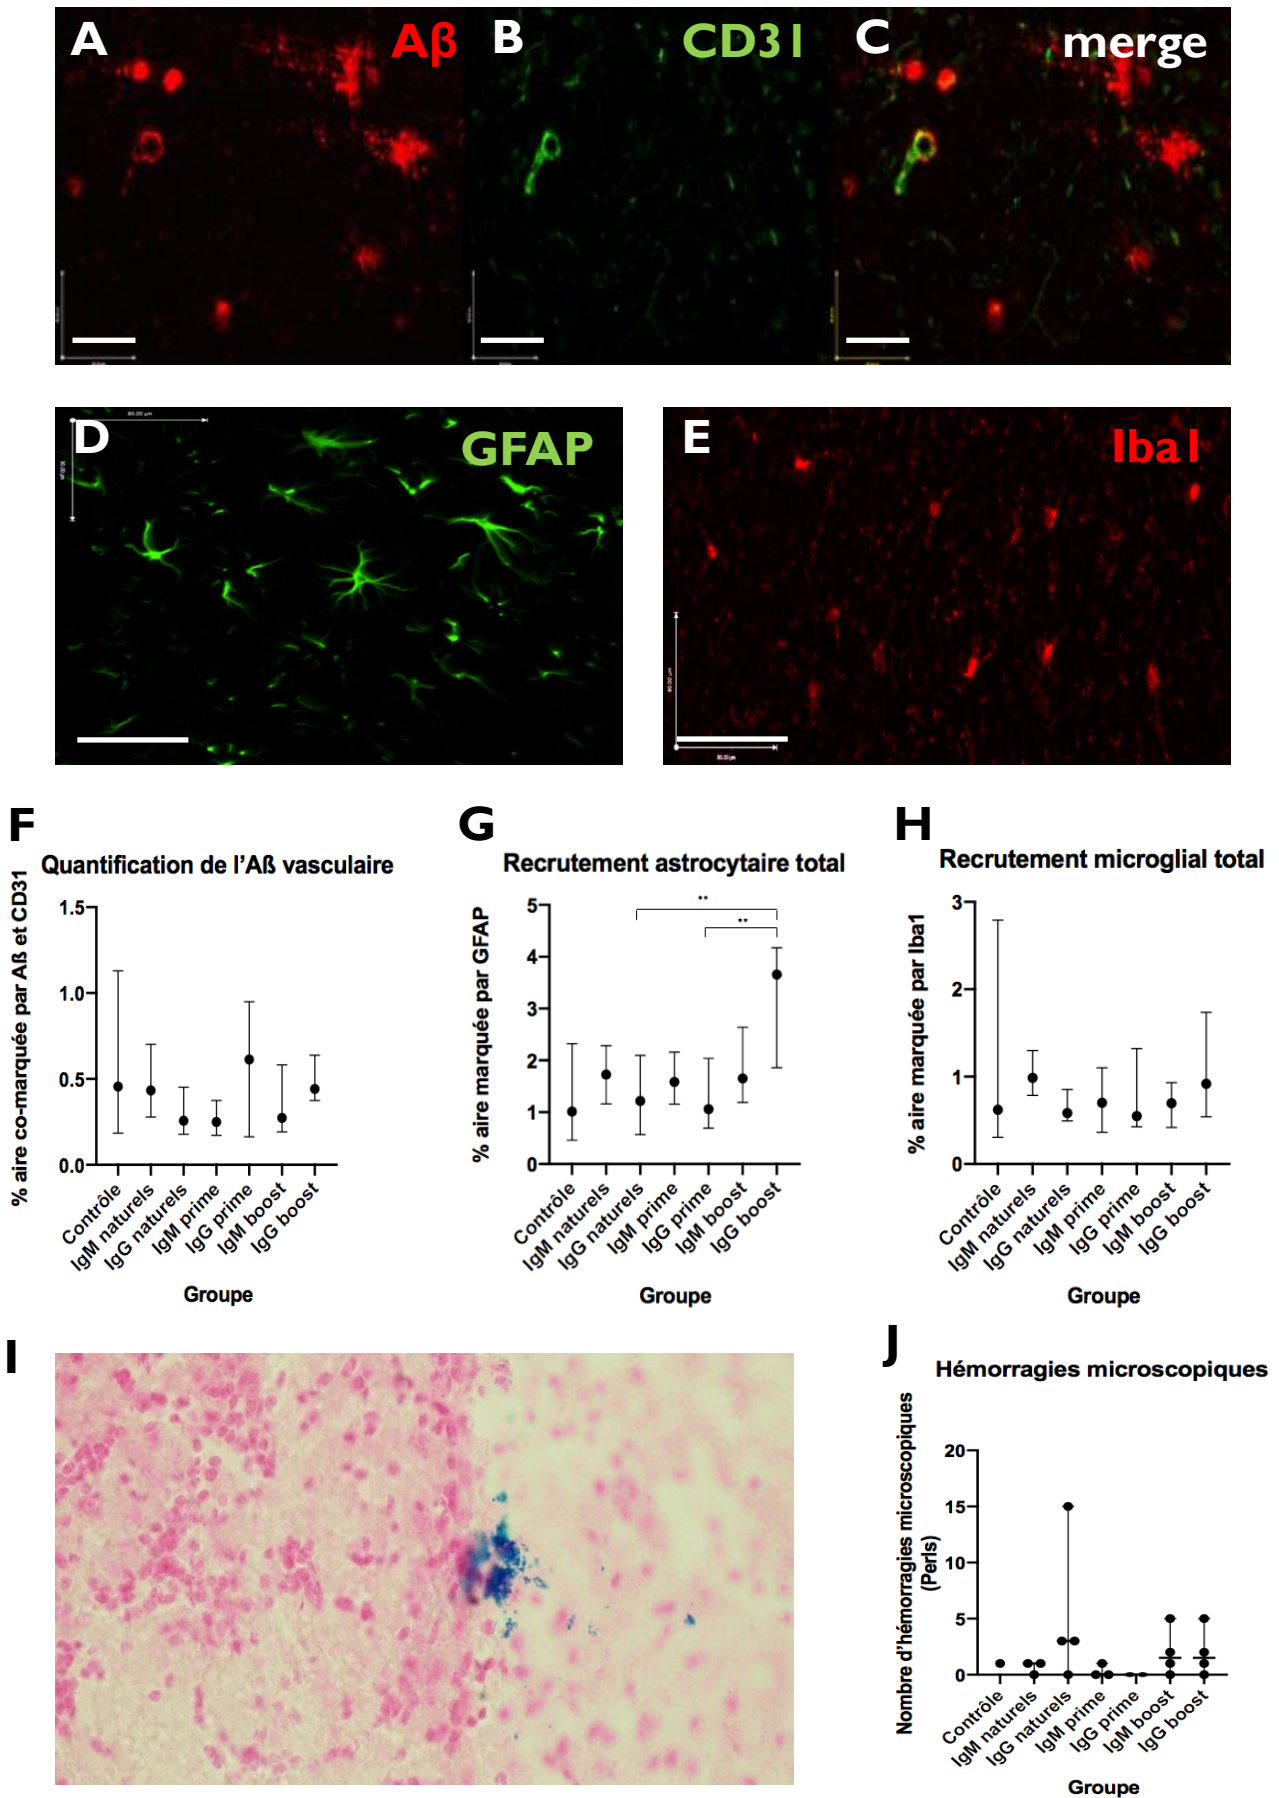 A
Aβ
B
CD31
C
merge
D
GFAP
80.00 µm
E
Iba1
80.00 µm
F
Quantification de l'Aß vasculaire
% aire co-marquée par Aß et CD31
1.5
1.0
0.5
0.0
Contrôle
IgM naturels
IgG naturels
IgM prime
IgG prime
IgM boost
IgG boost
Groupe
G
Recrutement astrocytaire total
% aire marquée par GFAP
5
4
3
2
1
0
**
**
Contrôle
IgM naturels
IgG naturels
IgM prime
IgG prime
IgM boost
IgG boost
Groupe
H
Recrutement microglial total
% aire marquée par Iba1
3
2
1
0
Contrôle
IgM naturels
IgG naturels
IgM prime
IgG prime
IgM boost
IgG boost
Groupe
I
J
Hémorragies microscopiques
Nombre d'hémorragies microscopiques
(Perls)
20
15
10
5
0
Contrôle
IgM naturels
IgG naturels
IgM prime
IgG prime
IgM boost
IgG boost
Groupe